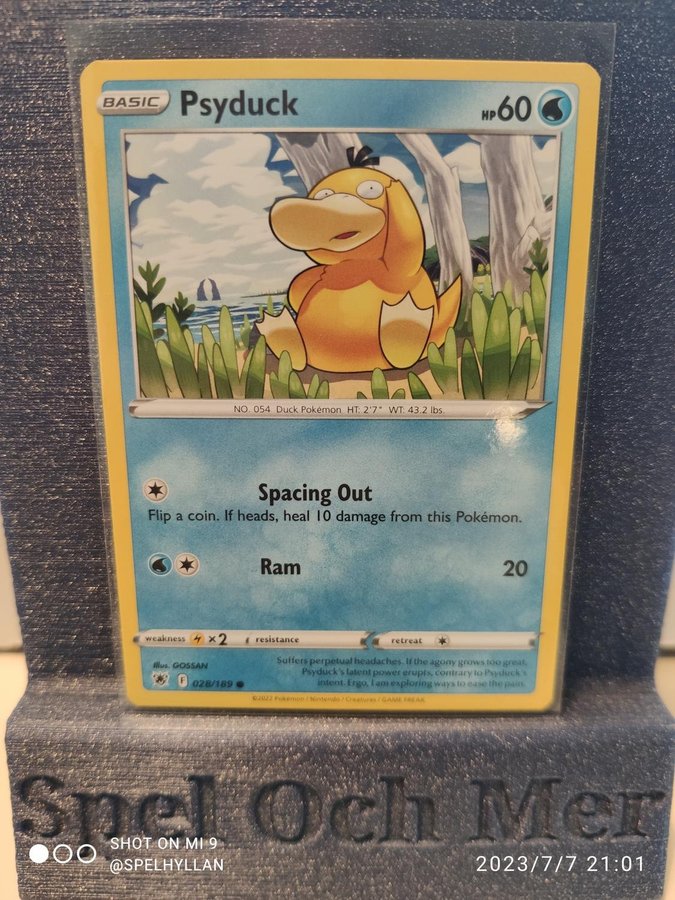 BASIC Psyduck HP60
NO. 054 Duck Pokémon HT: 2'7" WT: 43.2 lbs.
Spacing Out
Flip a coin. If heads, heal 10 damage from this Pokémon.
Ram 20
weakness ×2 resistance retreat
Illus. GOSSAN
F 028/189
Suffers perpetual headaches. If the agony grows too great,
Psyduck's latent power erupts, contrary to Psyduck's
intent. Ergo, I am exploring ways to ease the pain.
©2022 Pokémon / Nintendo / Creatures / GAME FREAK
Spel Och Mer
SHOT ON MI 9
@SPELHYLLAN
2023/7/7 21:01